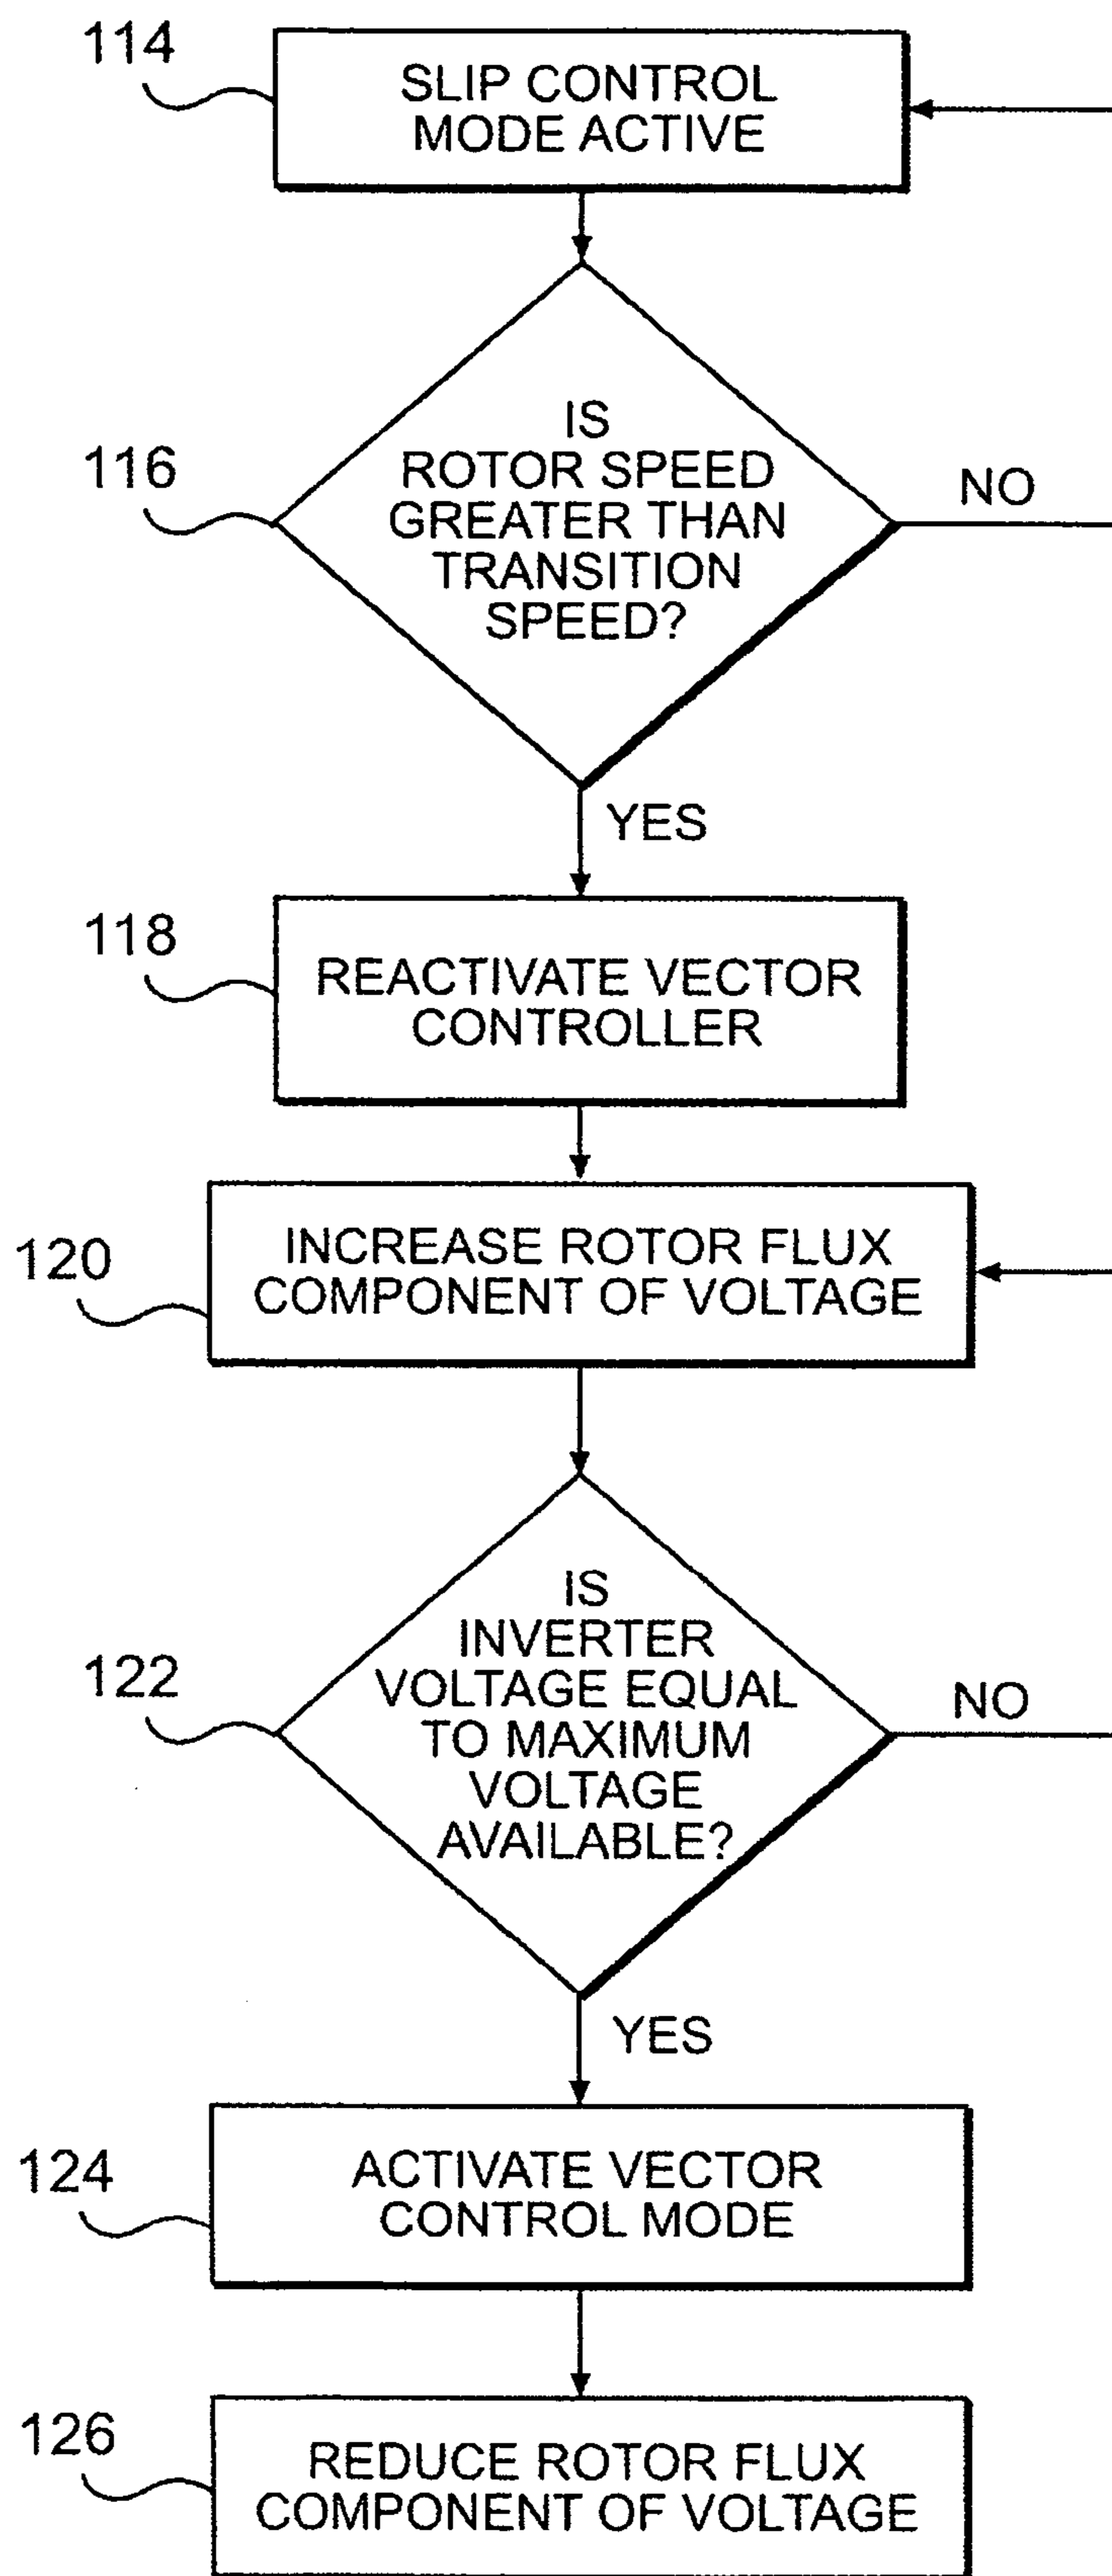 114
SLIP CONTROL
MODE ACTIVE
116
IS
ROTOR SPEED
GREATER THAN
TRANSITION
SPEED?
NO
YES
118
REACTIVATE VECTOR
CONTROLLER
120
INCREASE ROTOR FLUX
COMPONENT OF VOLTAGE
122
IS
INVERTER
VOLTAGE EQUAL
TO MAXIMUM
VOLTAGE
AVAILABLE?
NO
YES
124
ACTIVATE VECTOR
CONTROL MODE
126
REDUCE ROTOR FLUX
COMPONENT OF VOLTAGE